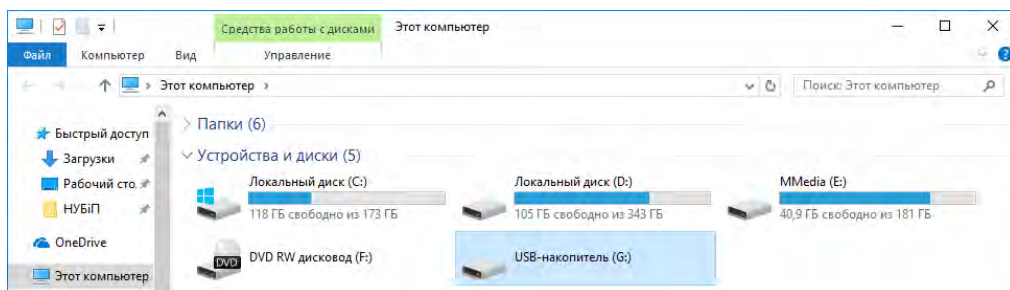 Средства работы с дисками Этот компьютер
Файл Компьютер Вид Управление
Этот компьютер Поиск: Этот компьютер
Быстрый доступ
Загрузки
Рабочий сто.
НУБіП
OneDrive
Этот компьютер
Папки (6)
Устройства и диски (5)
Локальный диск (C:)
118 ГБ свободно из 173 ГБ
Локальный диск (D:)
105 ГБ свободно из 343 ГБ
MMedia (E:)
40,9 ГБ свободно из 181 ГБ
DVD RW дисковод (F:)
DVD
USB-накопитель (G:)